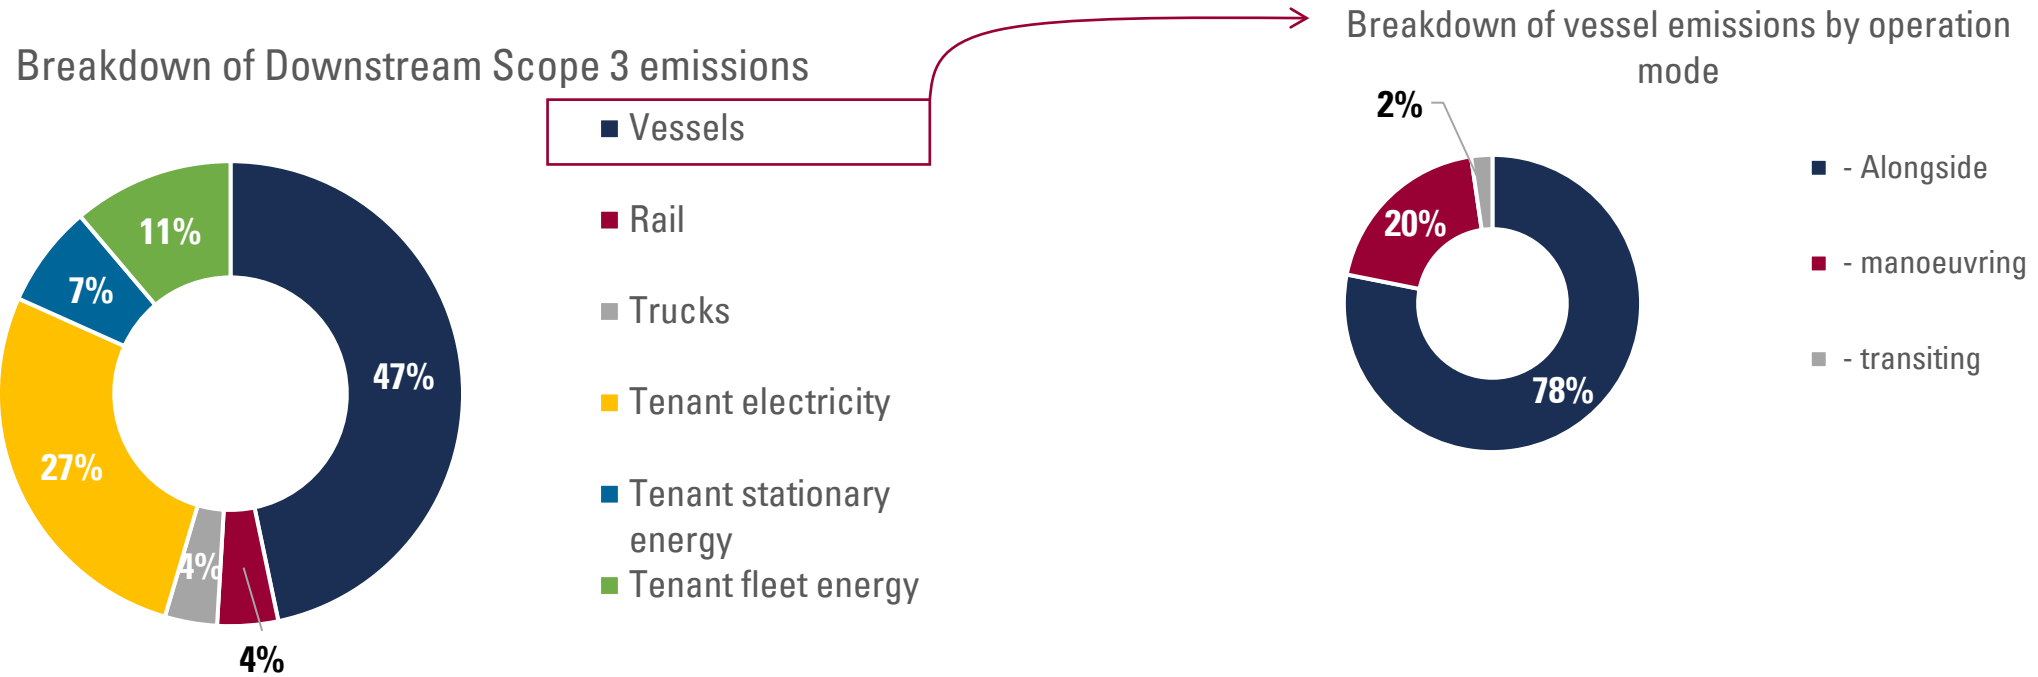 Breakdown of Downstream Scope 3 emissions
Vessels
Rail
Trucks
Tenant electricity
Tenant stationary
energy
Tenant fleet energy
47%
4%
4%
27%
7%
11%
Breakdown of vessel emissions by operation
mode
2%
20%
78%
- Alongside
- manoeuvring
- transiting